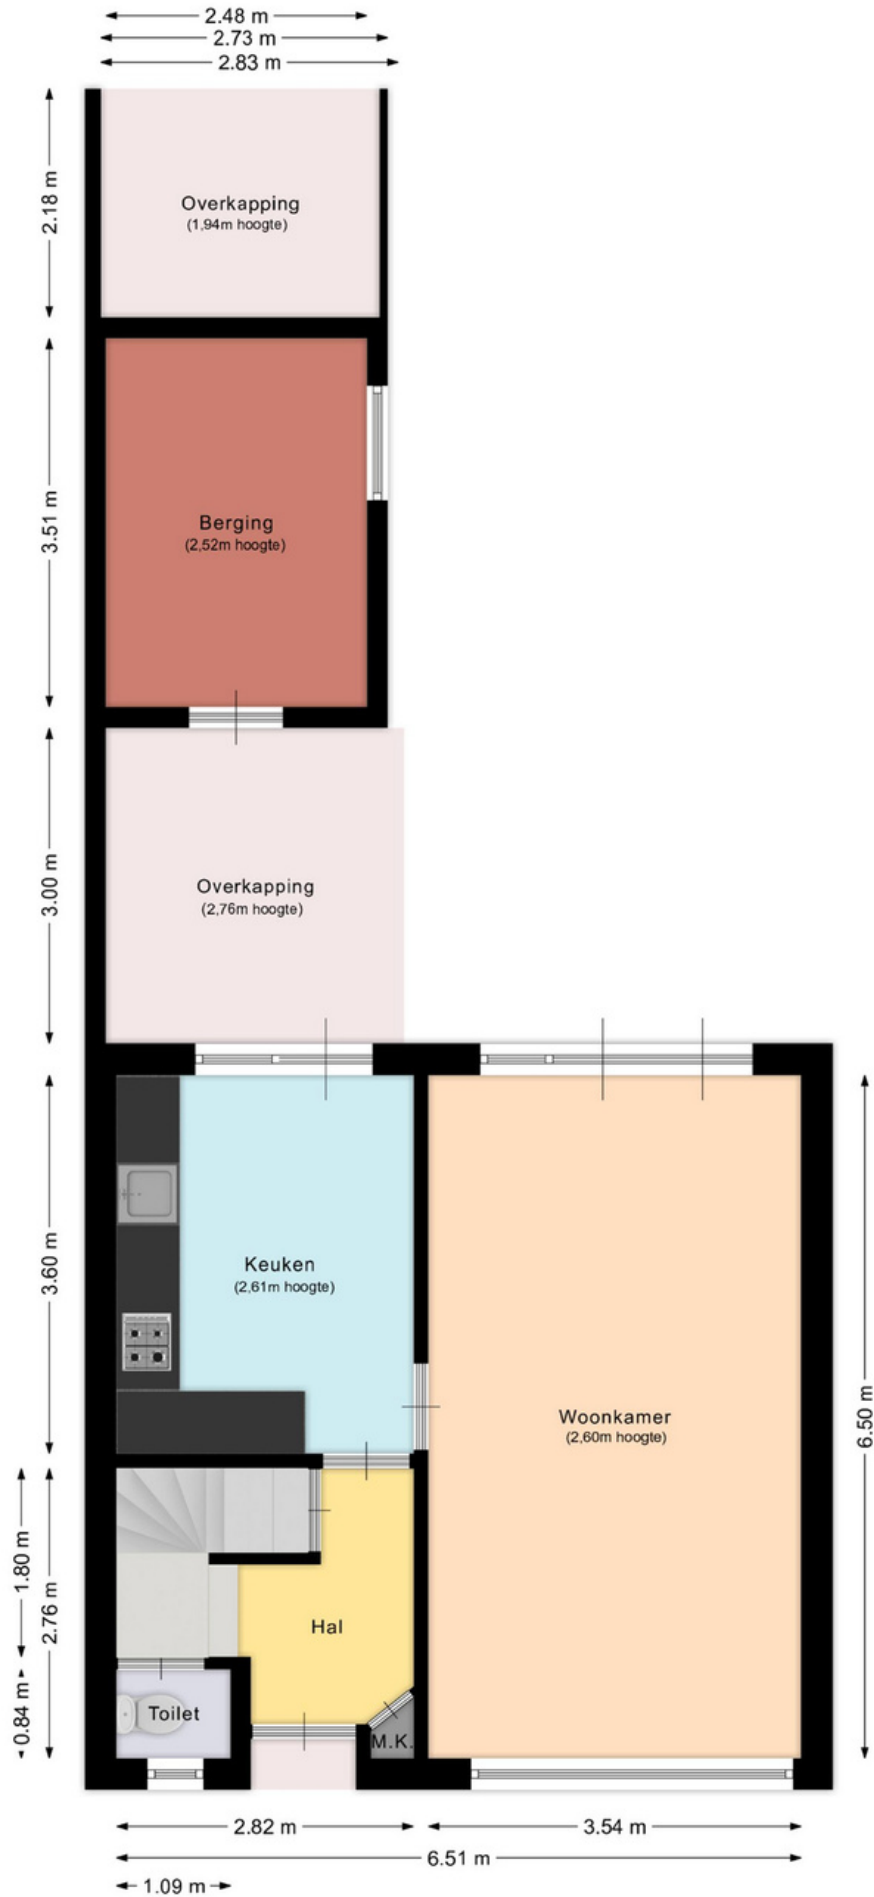 2.48 m
2.73 m
2.83 m
2.18 m
Overkapping
(1,94m hoogte)
3.51 m
Berging
(2,52m hoogte)
3.00 m
Overkapping
(2,76m hoogte)
3.60 m
Keuken
(2,61m hoogte)
Woonkamer
(2,60m hoogte)
6.50 m
1.80 m
2.76 m
Hal
0.84 m
Toilet
M.K.
2.82 m
3.54 m
6.51 m
1.09 m